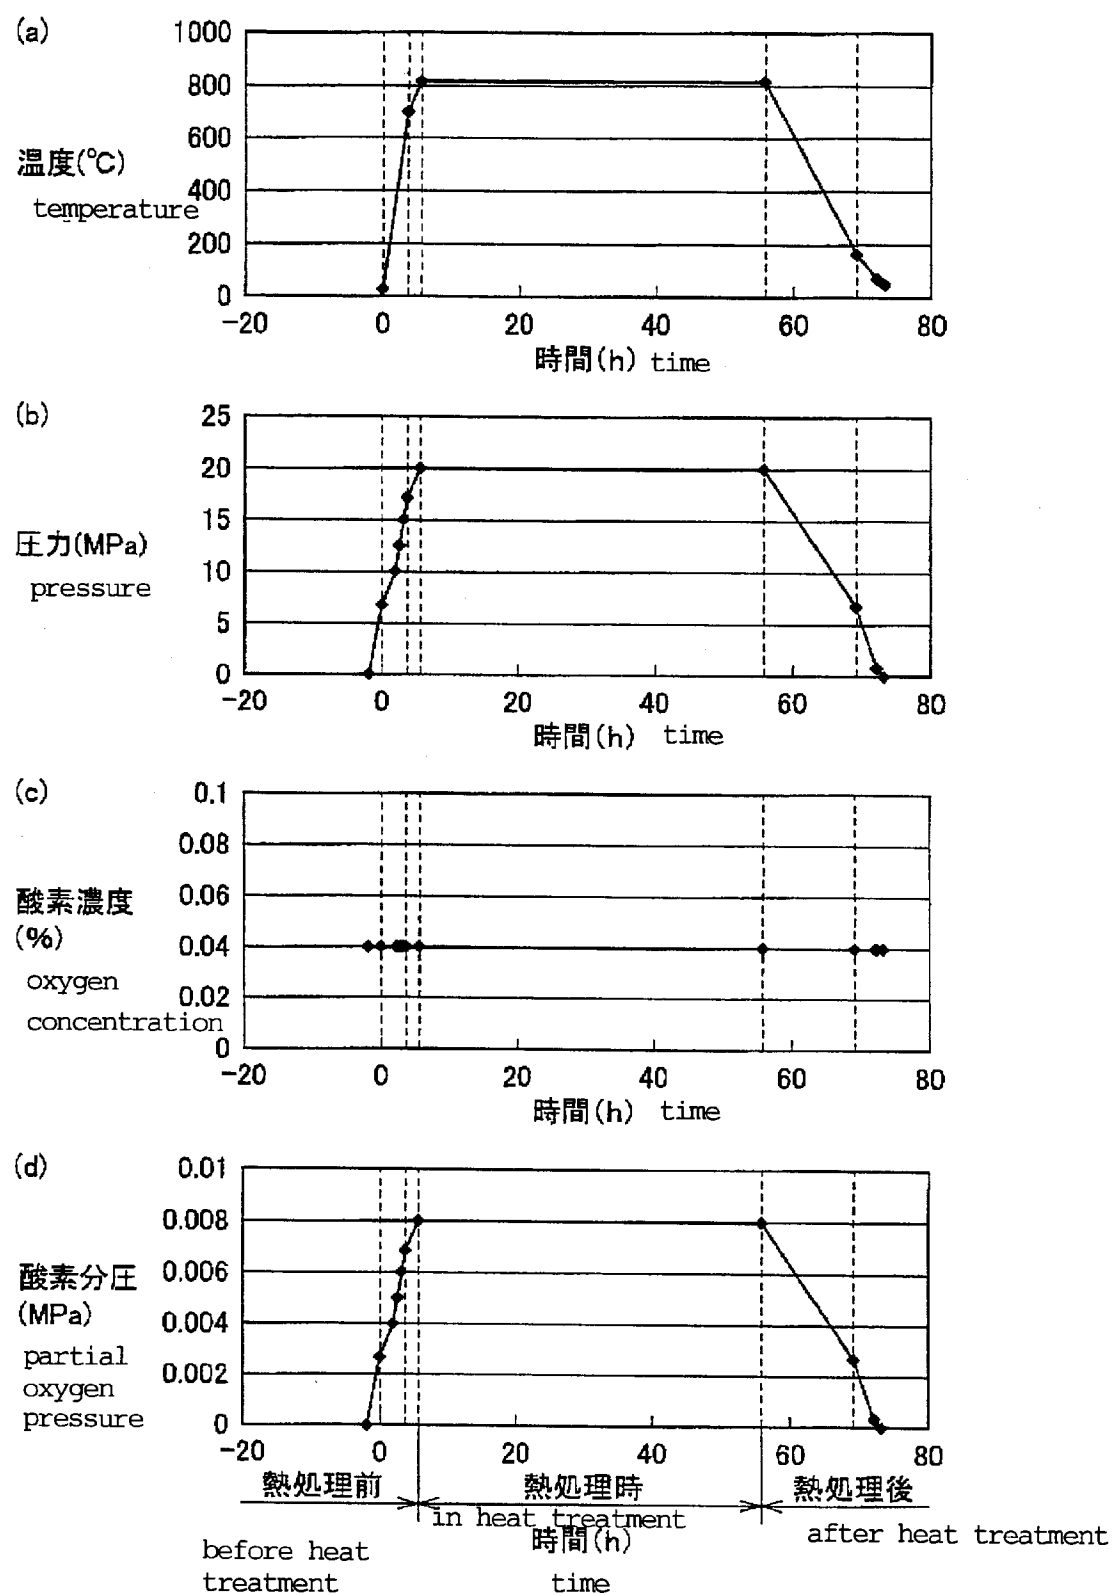 (a)
1000
800
600
400
200
0
温度(℃)
temperature
-20 0 20 40 60 80
時間(h) time
(b)
25
20
15
10
5
0
圧力(MPa)
pressure
-20 0 20 40 60 80
時間(h) time
(c)
0.1
0.08
0.06
0.04
0.02
0
酸素濃度
(%)
oxygen
concentration
-20 0 20 40 60 80
時間(h) time
(d)
0.01
0.008
0.006
0.004
0.002
0
酸素分圧
(MPa)
partial
oxygen
pressure
-20 0 20 40 60 80
熱処理前 熱処理時 熱処理後
before heat
treatment
in heat treatment
after heat treatment
時間(h)
time